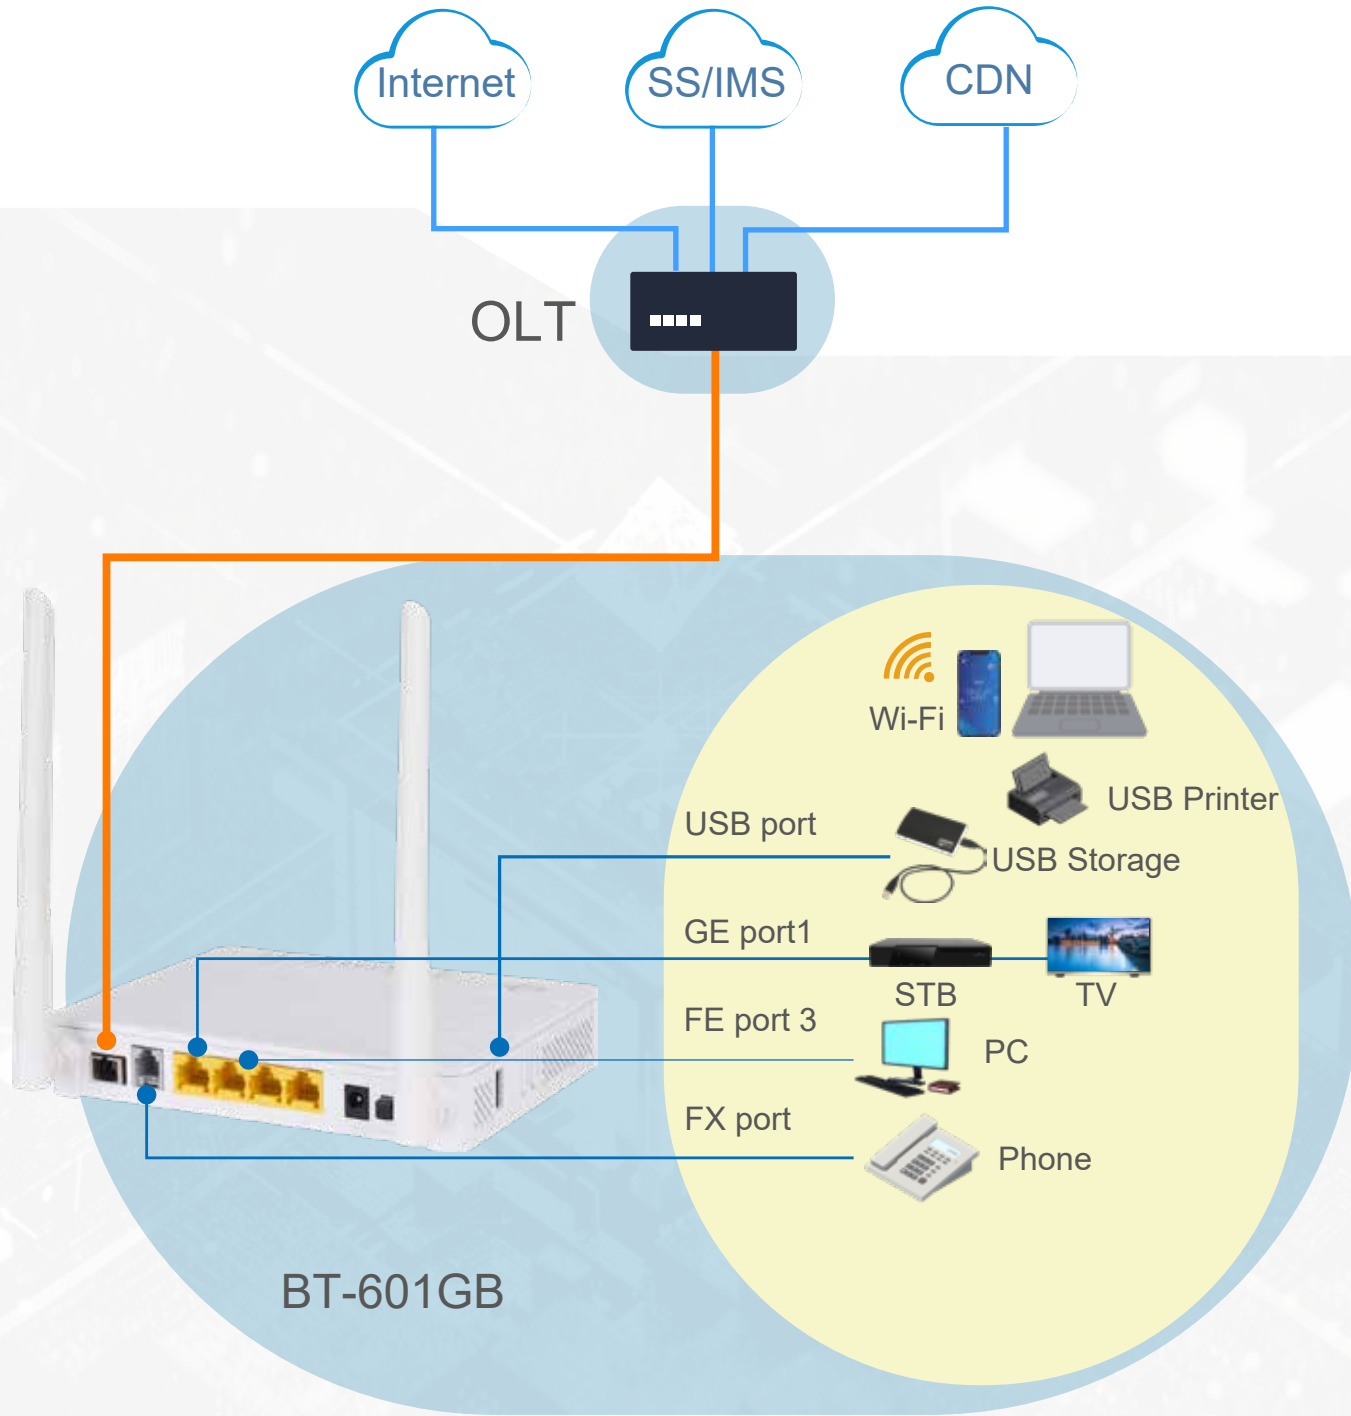 Internet
SS/IMS
CDN
OLT
Wi-Fi
USB Printer
USB port
USB Storage
GE port1
STB
TV
FE port 3
PC
FX port
Phone
BT-601GB